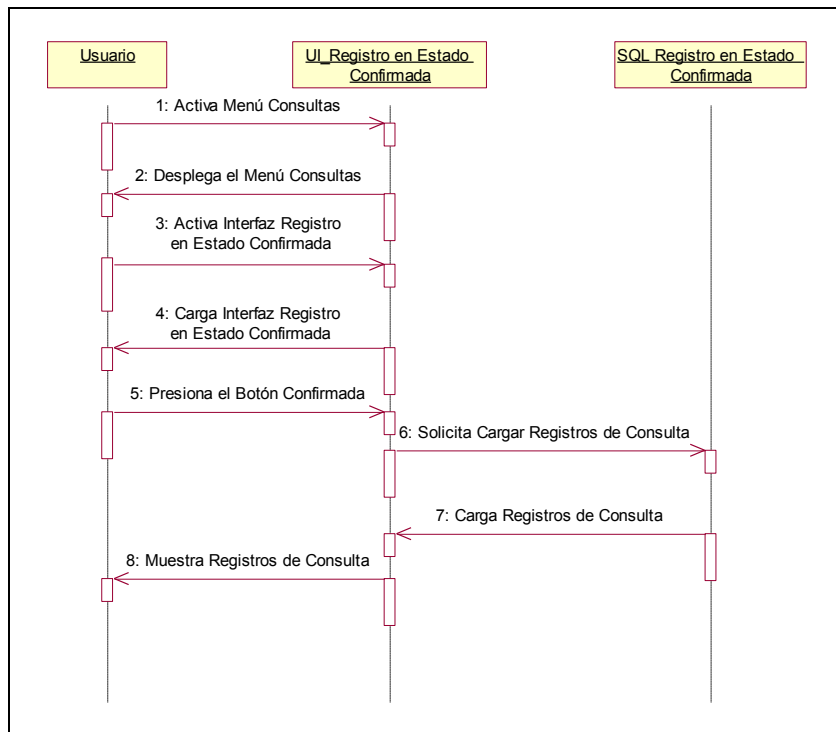 Usuario
UI_Registro en Estado
Confirmada
SQL Registro en Estado
Confirmada
1: Activa Menú Consultas
2: Desplega el Menú Consultas
3: Activa Interfaz Registro
en Estado Confirmada
4: Carga Interfaz Registro
en Estado Confirmada
5: Presiona el Botón Confirmada
6: Solicita Cargar Registros de Consulta
7: Carga Registros de Consulta
8: Muestra Registros de Consulta